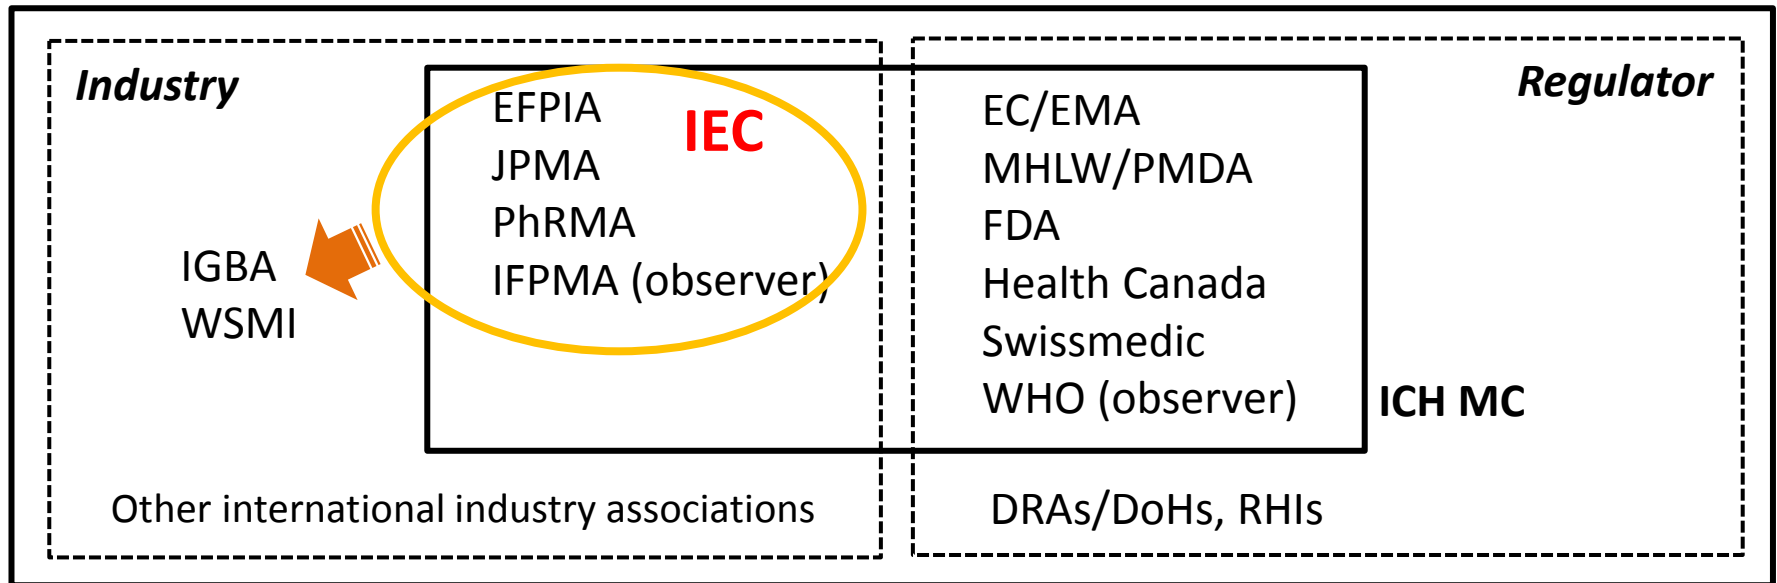 Industry
EFPIA
IEC
JPMA
PhRMA
IFPMA (observer)
IGBA
WSMI
Other international industry associations
Regulator
EC/EMA
MHLW/PMDA
FDA
Health Canada
Swissmedic
WHO (observer)
ICH MC
DRAs/DoHs, RHIs